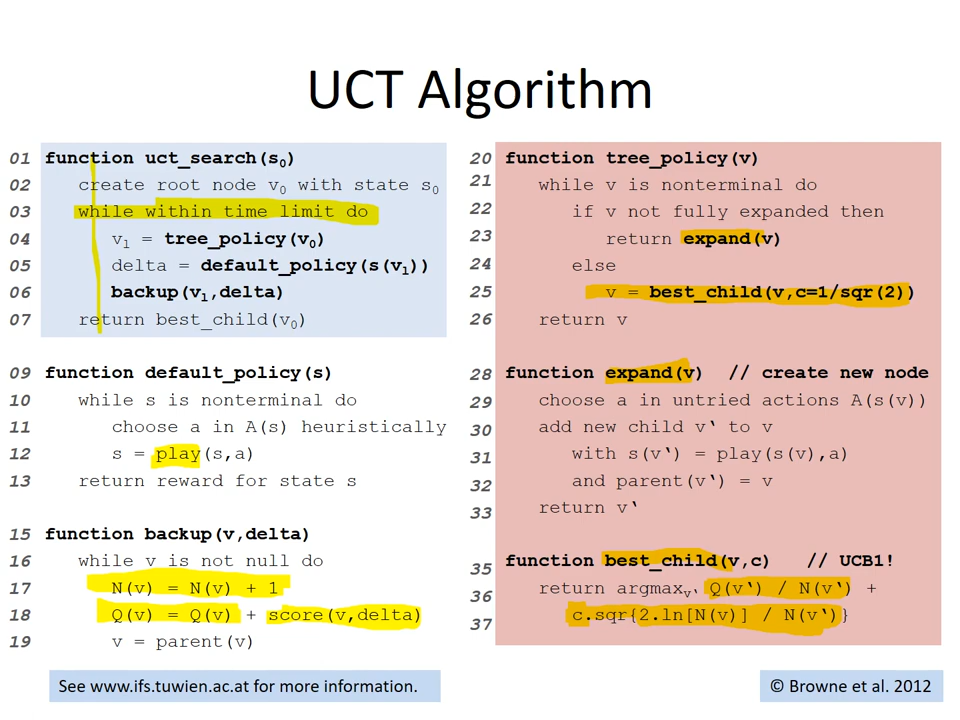 UCT Algorithm
01 function uct_search(s0)
02 create root node v0 with state s0
03 while within time limit do
04 v1 = tree_policy(v0)
05 delta = default_policy(s(v1))
06 backup(v1,delta)
07 return best_child(v0)
09 function default_policy(s)
10 while s is nonterminal do
11 choose a in A(s) heuristically
12 s = play(s,a)
13 return reward for state s
15 function backup(v,delta)
16 while v is not null do
17 N(v) = N(v) + 1
18 Q(v) = Q(v) + score(v,delta)
19 v = parent(v)
20 function tree_policy(v)
21 while v is nonterminal do
22 if v not fully expanded then
23 return expand(v)
24 else
25 v = best_child(v,c=1/sqr(2))
26 return v
28 function expand(v) // create new node
29 choose a in untried actions A(s(v))
30 add new child v‘ to v
31 with s(v‘) = play(s(v),a)
32 and parent(v‘) = v
33 return v‘
35 function best_child(v,c) // UCB1!
36 return argmaxv‘ Q(v‘) / N(v‘) +
37 c.sqr{2.ln[N(v)] / N(v‘)}
See www.ifs.tuwien.ac.at for more information.
© Browne et al. 2012